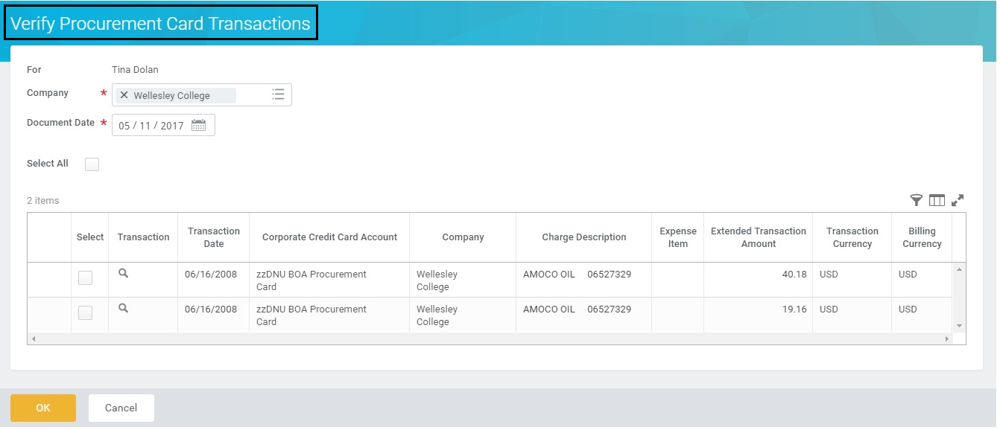 Verify Procurement Card Transactions
For Tina Dolan
Company * Wellesley College
Document Date * 05 / 11 / 2017
Select All
2 items
Select Transaction Transaction Date Corporate Credit Card Account Company Charge Description Expense Item Extended Transaction Amount Transaction Currency Billing Currency
06/16/2008 zzDNU BOA Procurement Card Wellesley College AMOCO OIL 06527329 40.18 USD USD
06/16/2008 zzDNU BOA Procurement Card Wellesley College AMOCO OIL 06527329 19.16 USD USD
OK Cancel